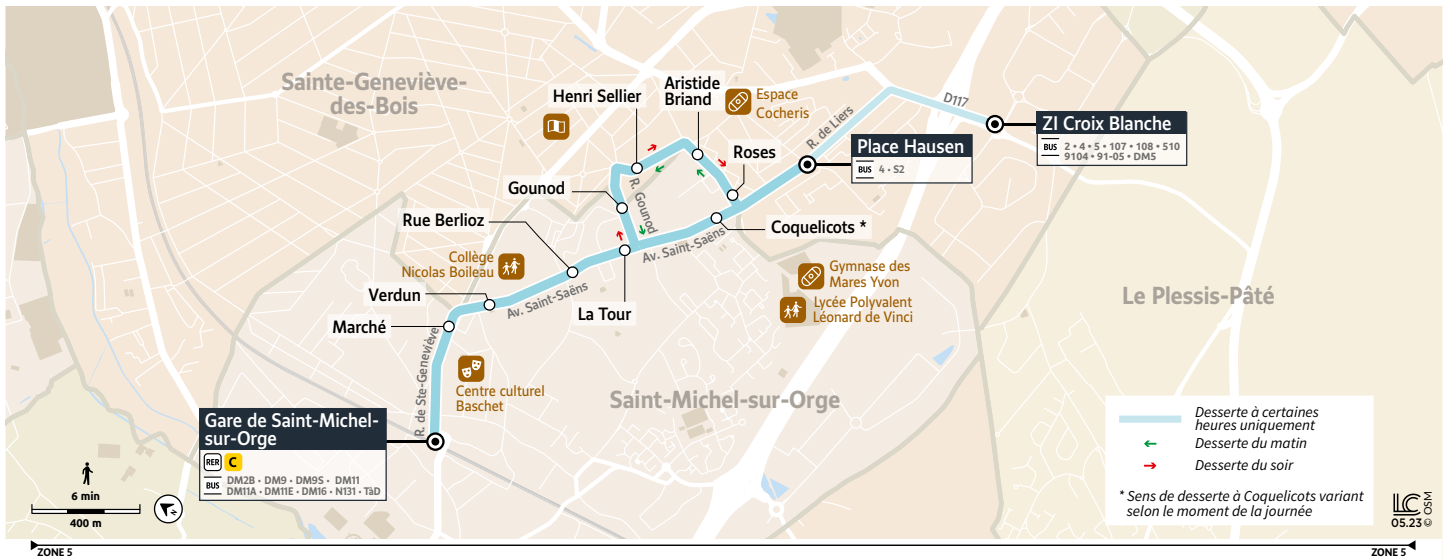 Sainte-Geneviève-
des-Bois
Henri Sellier
Aristide
Briand
Espace
Cocheris
D117
ZI Croix Blanche
BUS 2 • 4 • 5 • 107 • 108 • 510
9104 • 91-05 • DM5
R. de Liers
Place Hausen
BUS 4 • S2
Roses
Gounod
R. Gounod
Rue Berlioz
Coquelicots *
Av. Saint-Saëns
Collège
Nicolas Boileau
Gymnase des
Mares Yvon
Lycée Polyvalent
Léonard de Vinci
Le Plessis-Pâté
Verdun
Av. Saint-Saëns
La Tour
Marché
R. de Ste-Geneviève
Centre culturel
Baschet
Saint-Michel-sur-Orge
Gare de Saint-Michel-
sur-Orge
RER C
BUS DM2B • DM9 • DM9S • DM11
DM11A • DM11E • DM16 • N131 • TàD
6 min
400 m
Desserte à certaines
heures uniquement
Desserte du matin
Desserte du soir
* Sens de desserte à Coquelicots variant
selon le moment de la journée
LC
05.23 © OSM
ZONE 5
ZONE 5